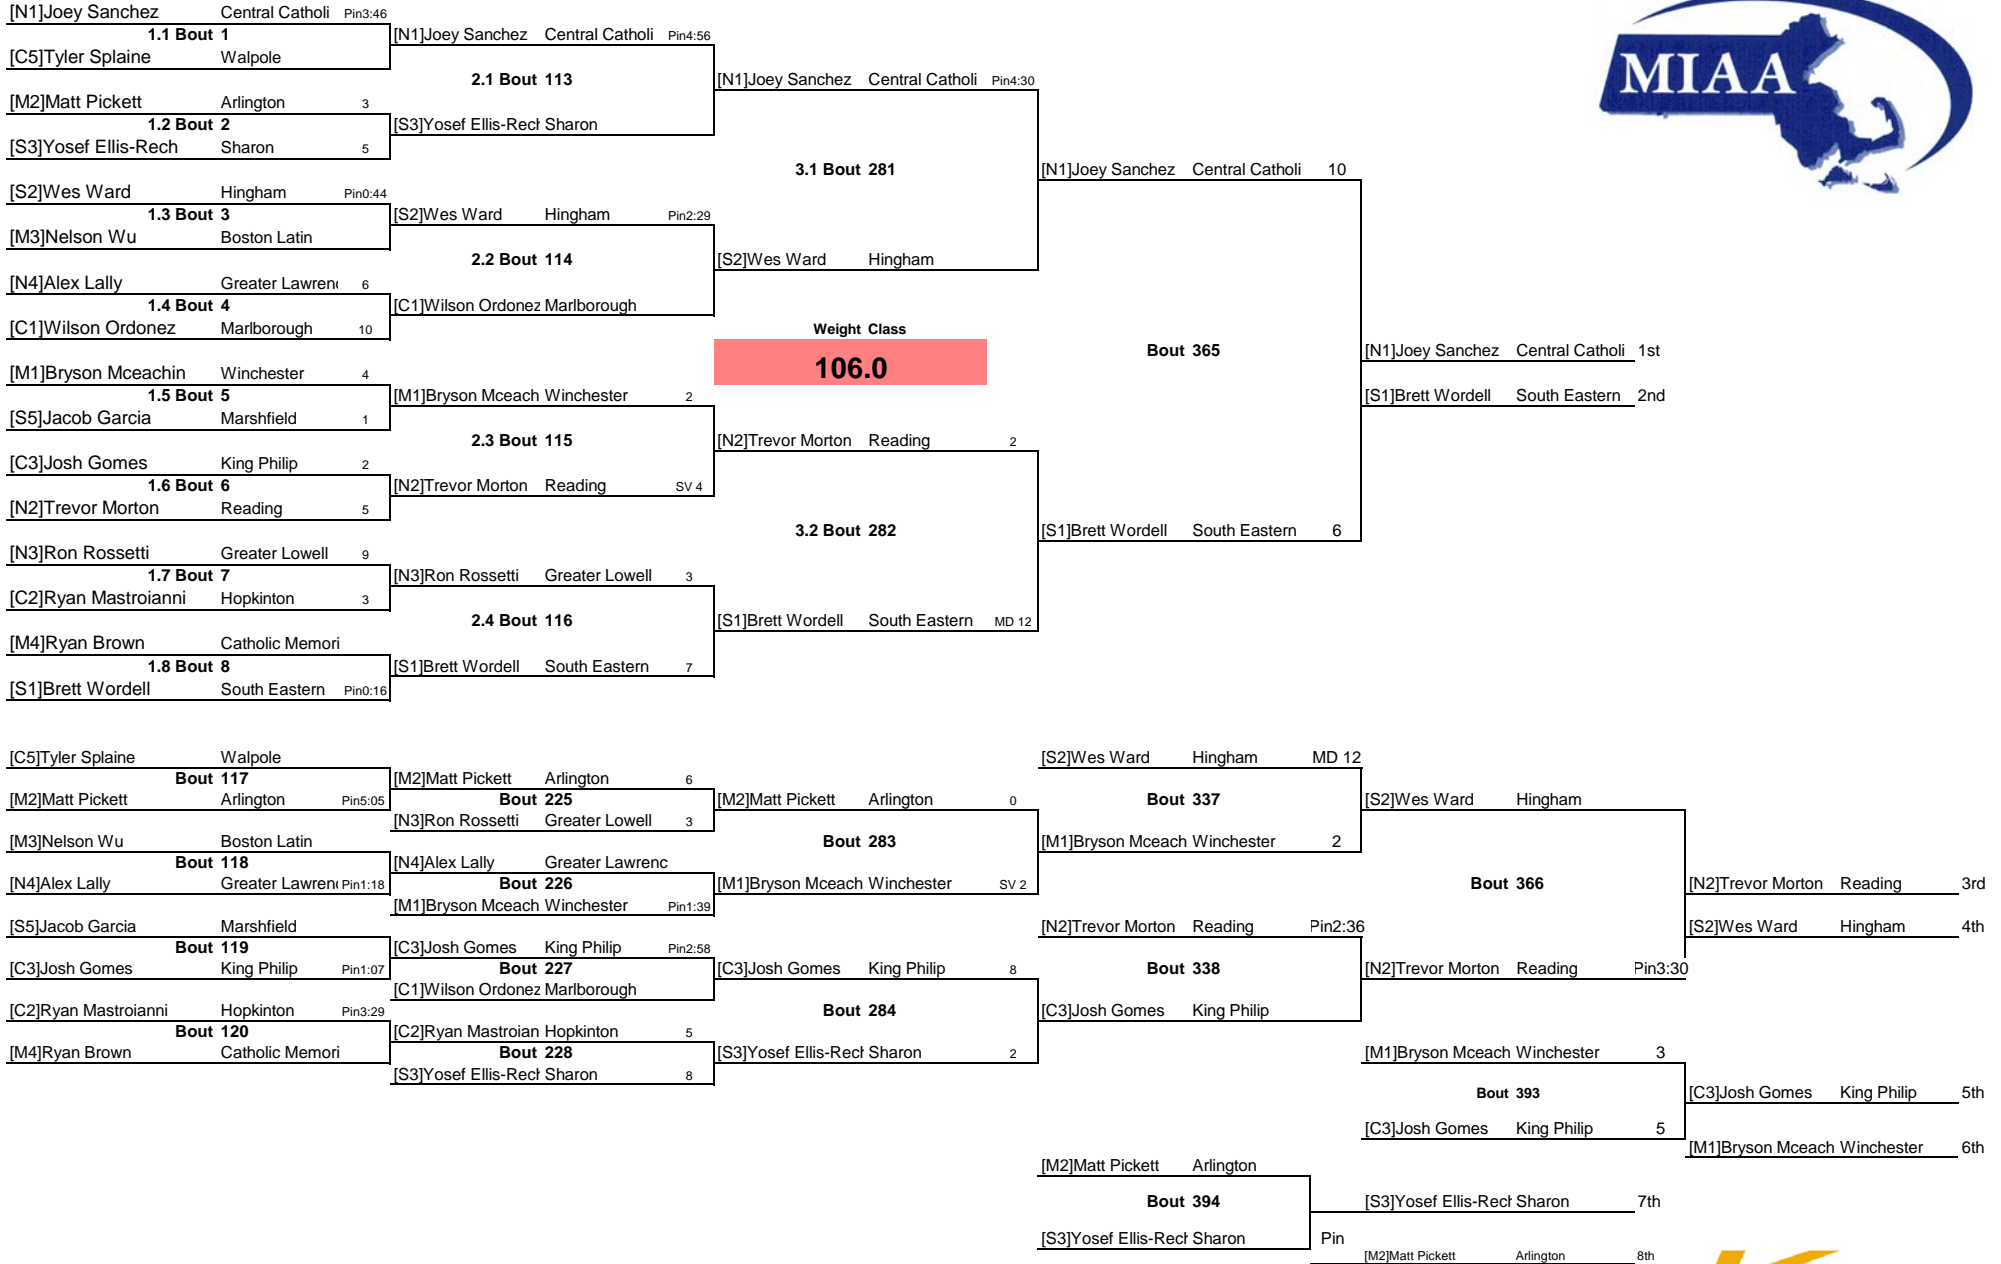 [N1]Joey Sanchez Central Catholi Pin3:46
1.1 Bout 1 [N1]Joey Sanchez Central Catholi Pin4:56
[C5]Tyler Splaine Walpole
2.1 Bout 113 [N1]Joey Sanchez Central Catholi Pin4:30
MIAA
[M2]Matt Pickett Arlington 3
1.2 Bout 2 [S3]Yosef Ellis-Rech Sharon
[S3]Yosef Ellis-Rech Sharon 5
3.1 Bout 281 [N1]Joey Sanchez Central Catholi 10
[S2]Wes Ward Hingham Pin0:44
1.3 Bout 3 [S2]Wes Ward Hingham Pin2:29
[M3]Nelson Wu Boston Latin
2.2 Bout 114 [S2]Wes Ward Hingham
[N4]Alex Lally Greater Lawrenc 6
1.4 Bout 4 [C1]Wilson Ordonez Marlborough
[C1]Wilson Ordonez Marlborough 10 Weight Class
Bout 365 [N1]Joey Sanchez Central Catholi 1st
106.0
[M1]Bryson Mceachin Winchester 4
1.5 Bout 5 [M1]Bryson Mceach Winchester 2 [S1]Brett Wordell South Eastern 2nd
[S5]Jacob Garcia Marshfield 1
2.3 Bout 115 [N2]Trevor Morton Reading 2
[C3]Josh Gomes King Philip 2
1.6 Bout 6 [N2]Trevor Morton Reading SV 4
[N2]Trevor Morton Reading 5
3.2 Bout 282 [S1]Brett Wordell South Eastern 6
[N3]Ron Rossetti Greater Lowell 9
1.7 Bout 7 [N3]Ron Rossetti Greater Lowell 3
[C2]Ryan Mastroianni Hopkinton 3
2.4 Bout 116 [S1]Brett Wordell South Eastern MD 12
[M4]Ryan Brown Catholic Memori
1.8 Bout 8 [S1]Brett Wordell South Eastern 7
[S1]Brett Wordell South Eastern Pin0:16
[C5]Tyler Splaine Walpole [S2]Wes Ward Hingham MD 12
Bout 117 [M2]Matt Pickett Arlington 6
[M2]Matt Pickett Arlington Pin5:05 Bout 225 [M2]Matt Pickett Arlington 0 Bout 337 [S2]Wes Ward Hingham
[N3]Ron Rossetti Greater Lowell 3
[M3]Nelson Wu Boston Latin Bout 283 [M1]Bryson Mceach Winchester 2
Bout 118 [N4]Alex Lally Greater Lawrenc
[N4]Alex Lally Greater Lawrenc Pin1:18 Bout 226 [M1]Bryson Mceach Winchester SV 2 Bout 366 [N2]Trevor Morton Reading 3rd
[M1]Bryson Mceach Winchester Pin1:39
[S5]Jacob Garcia Marshfield [N2]Trevor Morton Reading Pin2:36 [S2]Wes Ward Hingham 4th
Bout 119 [C3]Josh Gomes King Philip Pin2:58
[C3]Josh Gomes King Philip Pin1:07 Bout 227 [C3]Josh Gomes King Philip 8 Bout 338 [N2]Trevor Morton Reading Pin3:30
[C1]Wilson Ordonez Marlborough
[C2]Ryan Mastroianni Hopkinton Pin3:29 Bout 284 [C3]Josh Gomes King Philip
Bout 120 [C2]Ryan Mastroian Hopkinton 5
[M4]Ryan Brown Catholic Memori Bout 228 [S3]Yosef Ellis-Rech Sharon 2 [M1]Bryson Mceach Winchester 3
[S3]Yosef Ellis-Rech Sharon 8
Bout 393 [C3]Josh Gomes King Philip 5th
[C3]Josh Gomes King Philip 5
[M1]Bryson Mceach Winchester 6th
[M2]Matt Pickett Arlington
Bout 394 [S3]Yosef Ellis-Rech Sharon 7th
[S3]Yosef Ellis-Rech Sharon Pin
[M2]Matt Pickett Arlington 8th